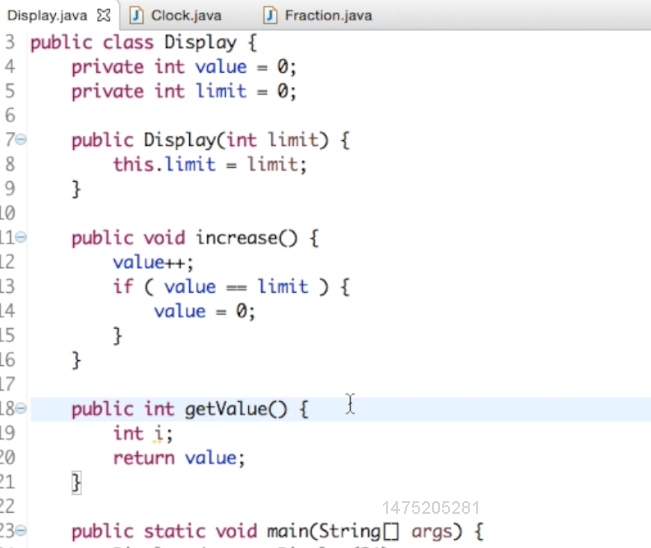 Display.java Clock.java Fraction.java
3 public class Display {
4 private int value = 0;
5 private int limit = 0;
6
7 public Display(int limit) {
8 this.limit = limit;
9 }
10
11 public void increase() {
12 value++;
13 if ( value == limit ) {
14 value = 0;
15 }
16 }
17
18 public int getValue() {
19 int i;
20 return value;
21 }
22
1475205281
23 public static void main(String[] args) {